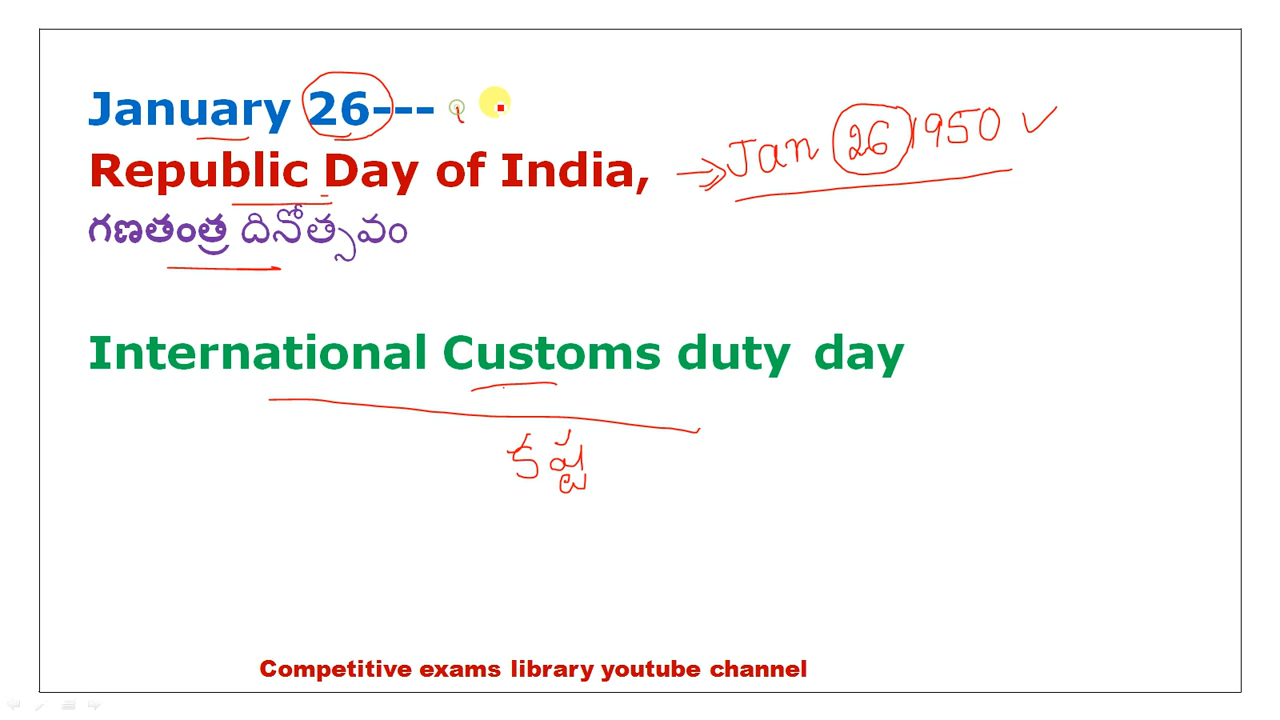 January 26---
Republic Day of India,
→ Jan 26 1950 ✓
గణతంత్ర దినోత్సవం
International Customs duty day
కష్ట
Competitive exams library youtube channel